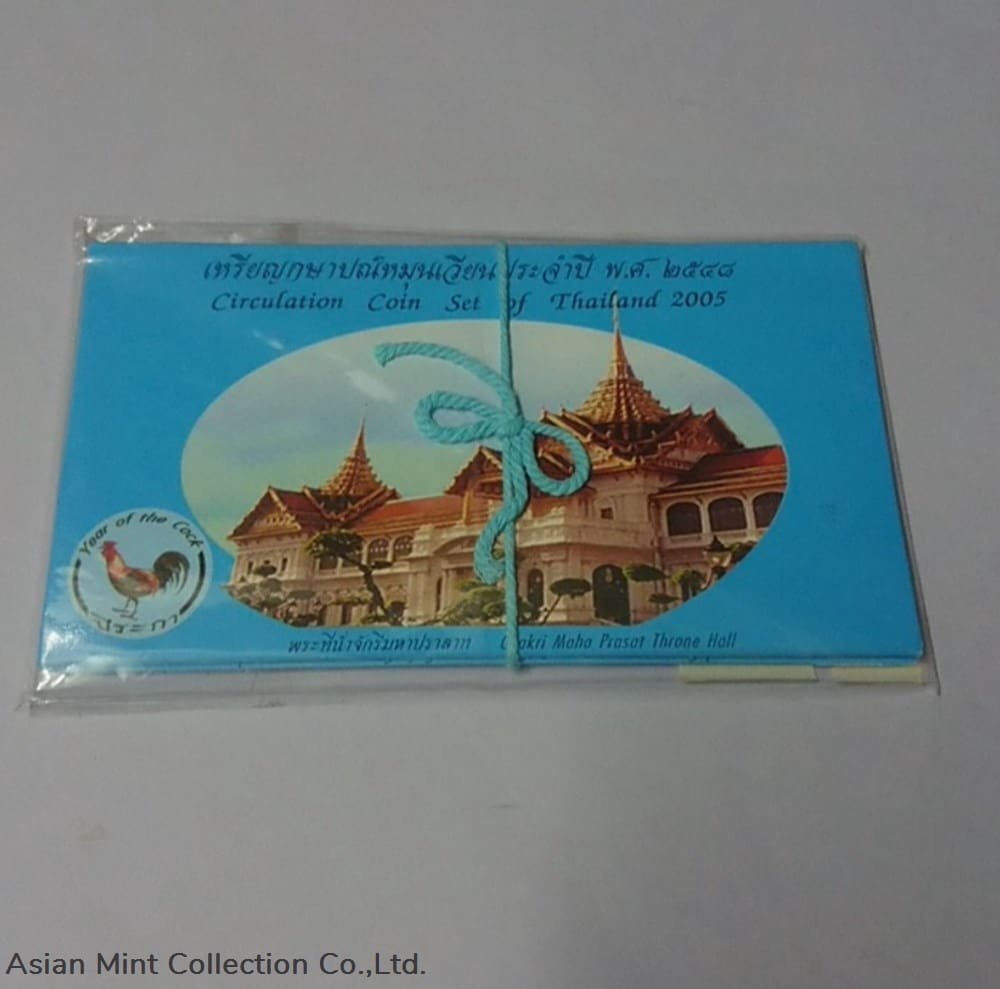 เหรียญกษาปณ์หมุนเวียนประจำปี พ.ศ. ๒๕๔๘
Circulation Coin Set of Thailand 2005
Year of the Cock
ปีระกา
พระที่นั่งจักรีมหาปราสาท Chakri Maha Prasat Throne Hall
Asian Mint Collection Co.,Ltd.